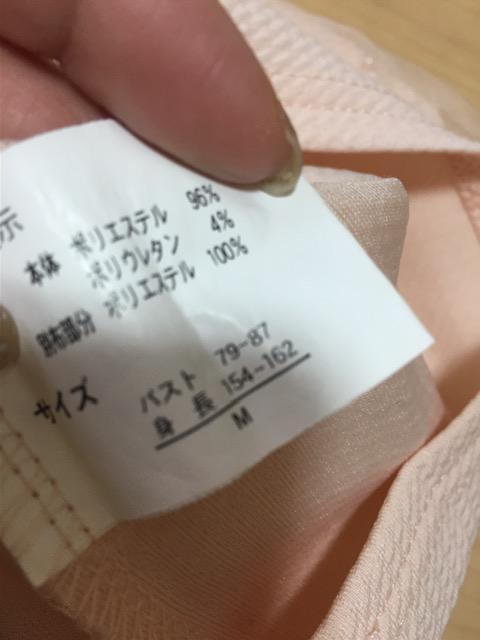 示
本体 ポリエステル 96%
ポリウレタン 4%
別布部分 ポリエステル 100%
サイズ バスト 79-87
身長 154-162
M